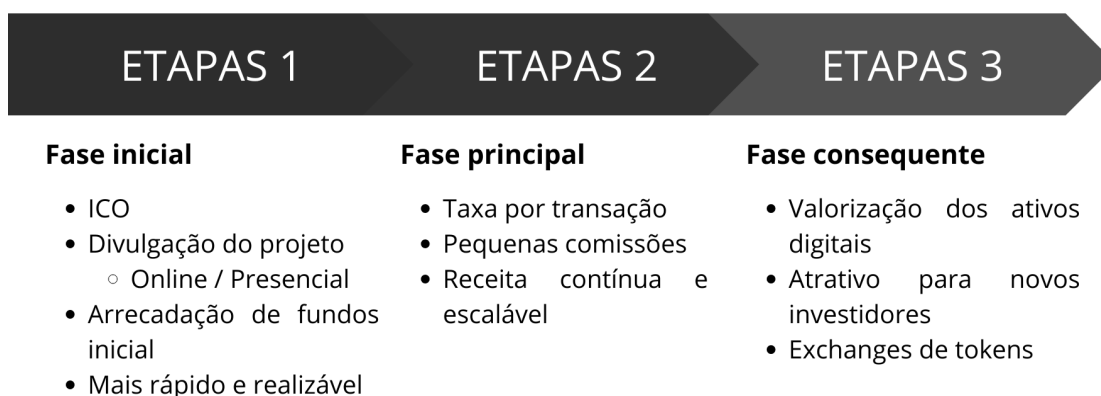 ETAPAS 1
ETAPAS 2
ETAPAS 3
Fase inicial
ICO
Divulgação do projeto
Online / Presencial
Arrecadação de fundos
inicial
Mais rápido e realizável
Fase principal
Taxa por transação
Pequenas comissões
Receita contínua e
escalável
Fase consequente
Valorização dos ativos
digitais
Atrativo para novos
investidores
Exchanges de tokens